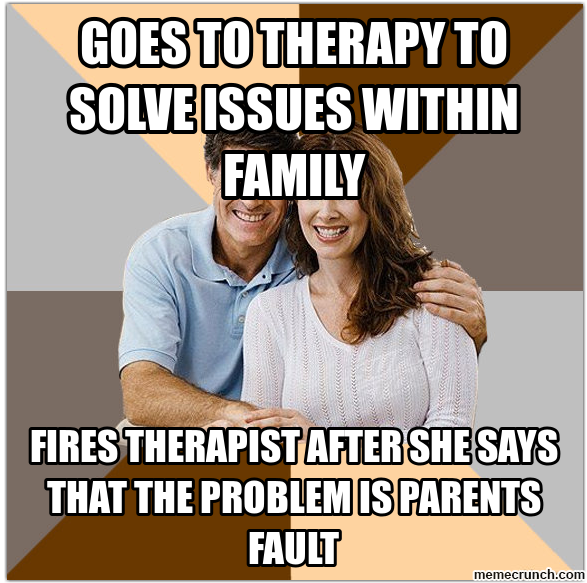 GOES TO THERAPY TO
SOLVE ISSUES WITHIN
FAMILY
FIRES THERAPIST AFTER SHE SAYS
THAT THE PROBLEM IS PARENTS
FAULT
memecrunch.com